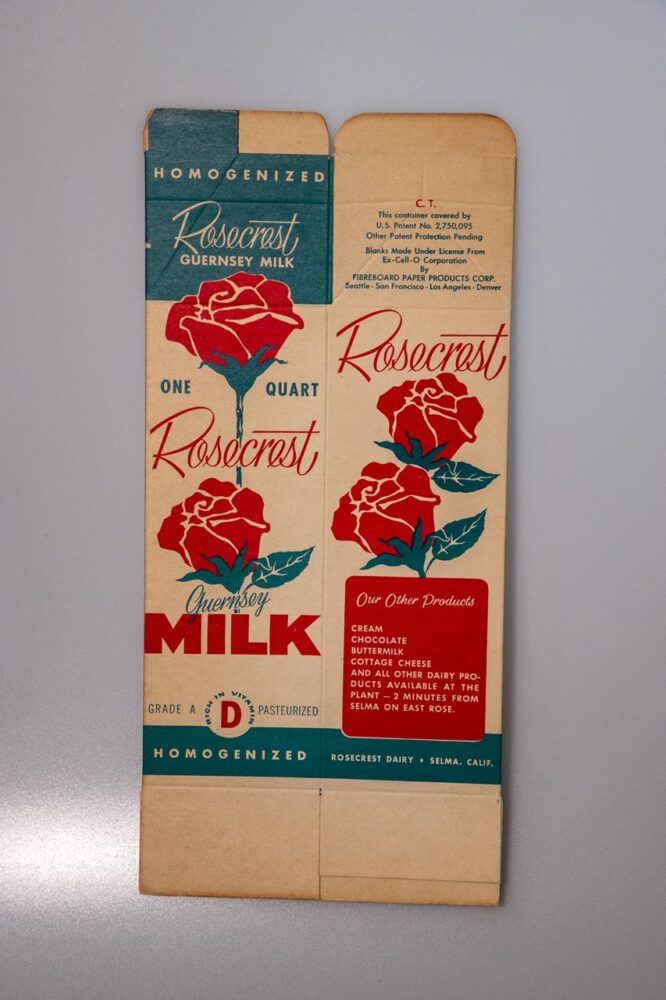 HOMOGENIZED
Rosecrest
GUERNSEY MILK
ONE QUART
Rosecrest
Guernsey
MILK
GRADE A RICH IN VITAMIN D PASTEURIZED
HOMOGENIZED
C. T.
This container covered by
U.S. Patent No. 2,750,095
Other Patent Protection Pending
Blanks Made Under License From
Ex-Cell-O Corporation
By
FIBREBOARD PAPER PRODUCTS CORP.
Seattle - San Francisco - Los Angeles - Denver
Rosecrest
Our Other Products
CREAM
CHOCOLATE
BUTTERMILK
COTTAGE CHEESE
AND ALL OTHER DAIRY PRO-
DUCTS AVAILABLE AT THE
PLANT — 2 MINUTES FROM
SELMA ON EAST ROSE.
ROSECREST DAIRY • SELMA, CALIF.